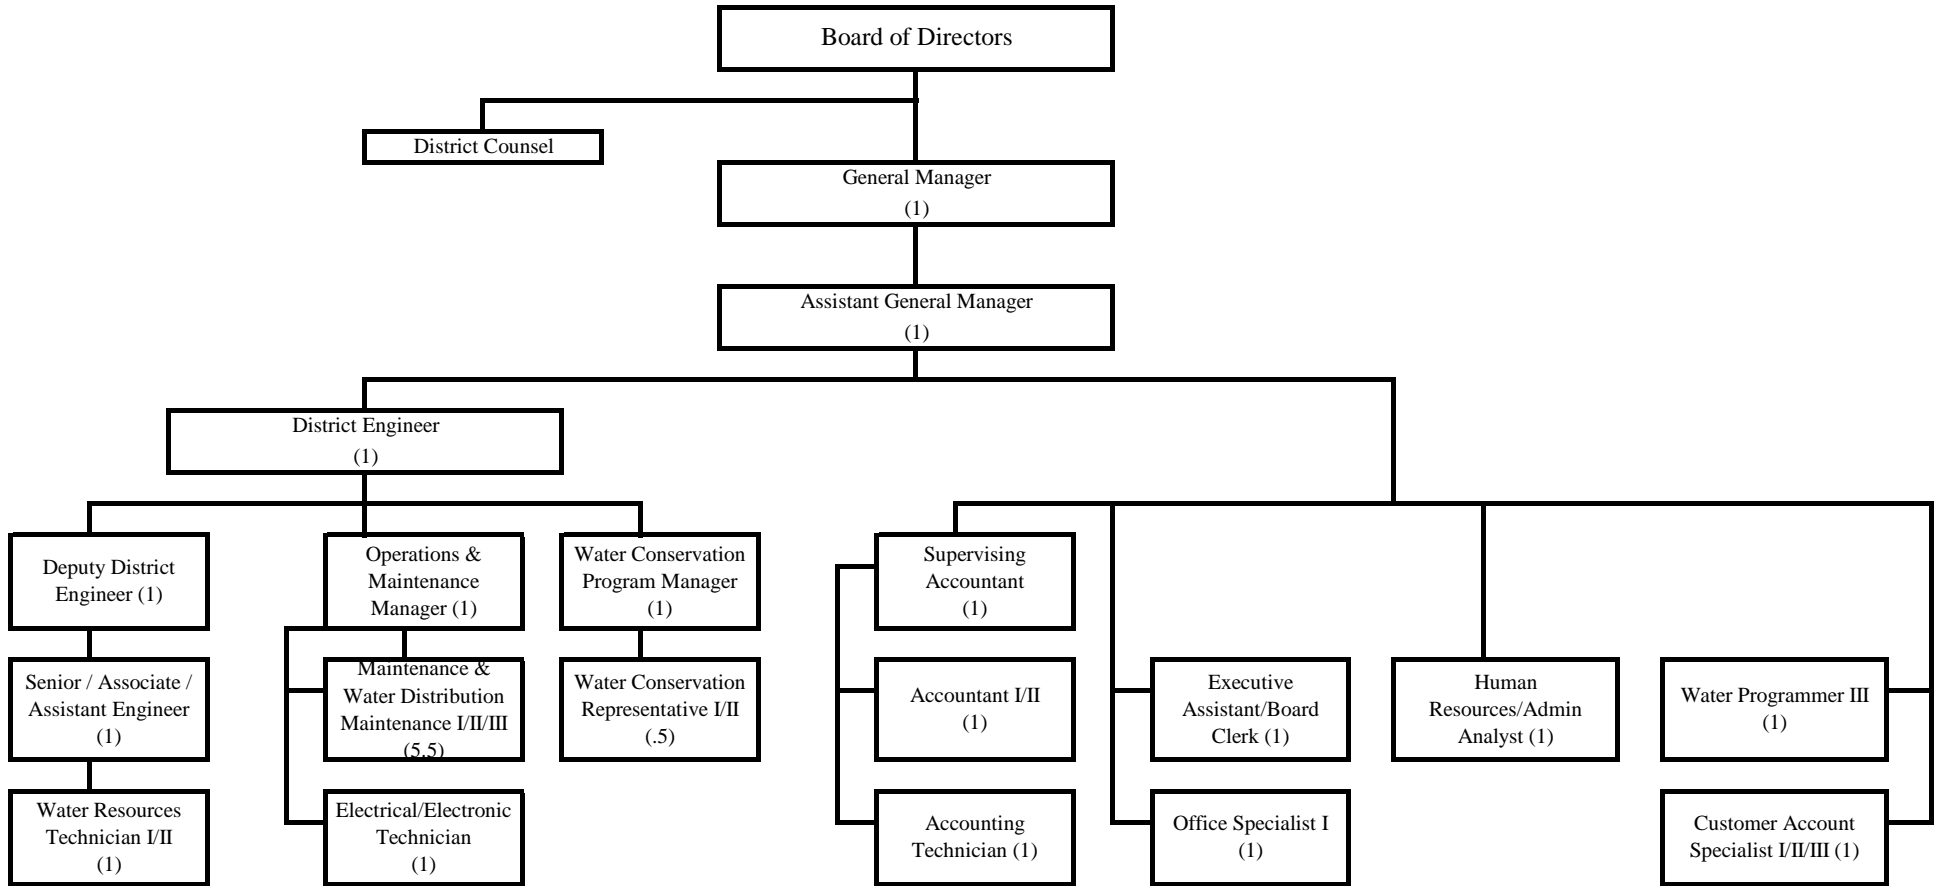 Board of Directors
District Counsel
General Manager
(1)
Assistant General Manager
(1)
District Engineer
(1)
Deputy District
Engineer (1)
Operations &
Maintenance
Manager (1)
Water Conservation
Program Manager
(1)
Supervising
Accountant
(1)
Senior / Associate /
Assistant Engineer
(1)
Maintenance &
Water Distribution
Maintenance I/II/III
(5.5)
Water Conservation
Representative I/II
(.5)
Accountant I/II
(1)
Executive
Assistant/Board
Clerk (1)
Human
Resources/Admin
Analyst (1)
Water Programmer III
(1)
Water Resources
Technician I/II
(1)
Electrical/Electronic
Technician
(1)
Accounting
Technician (1)
Office Specialist I
(1)
Customer Account
Specialist I/II/III (1)